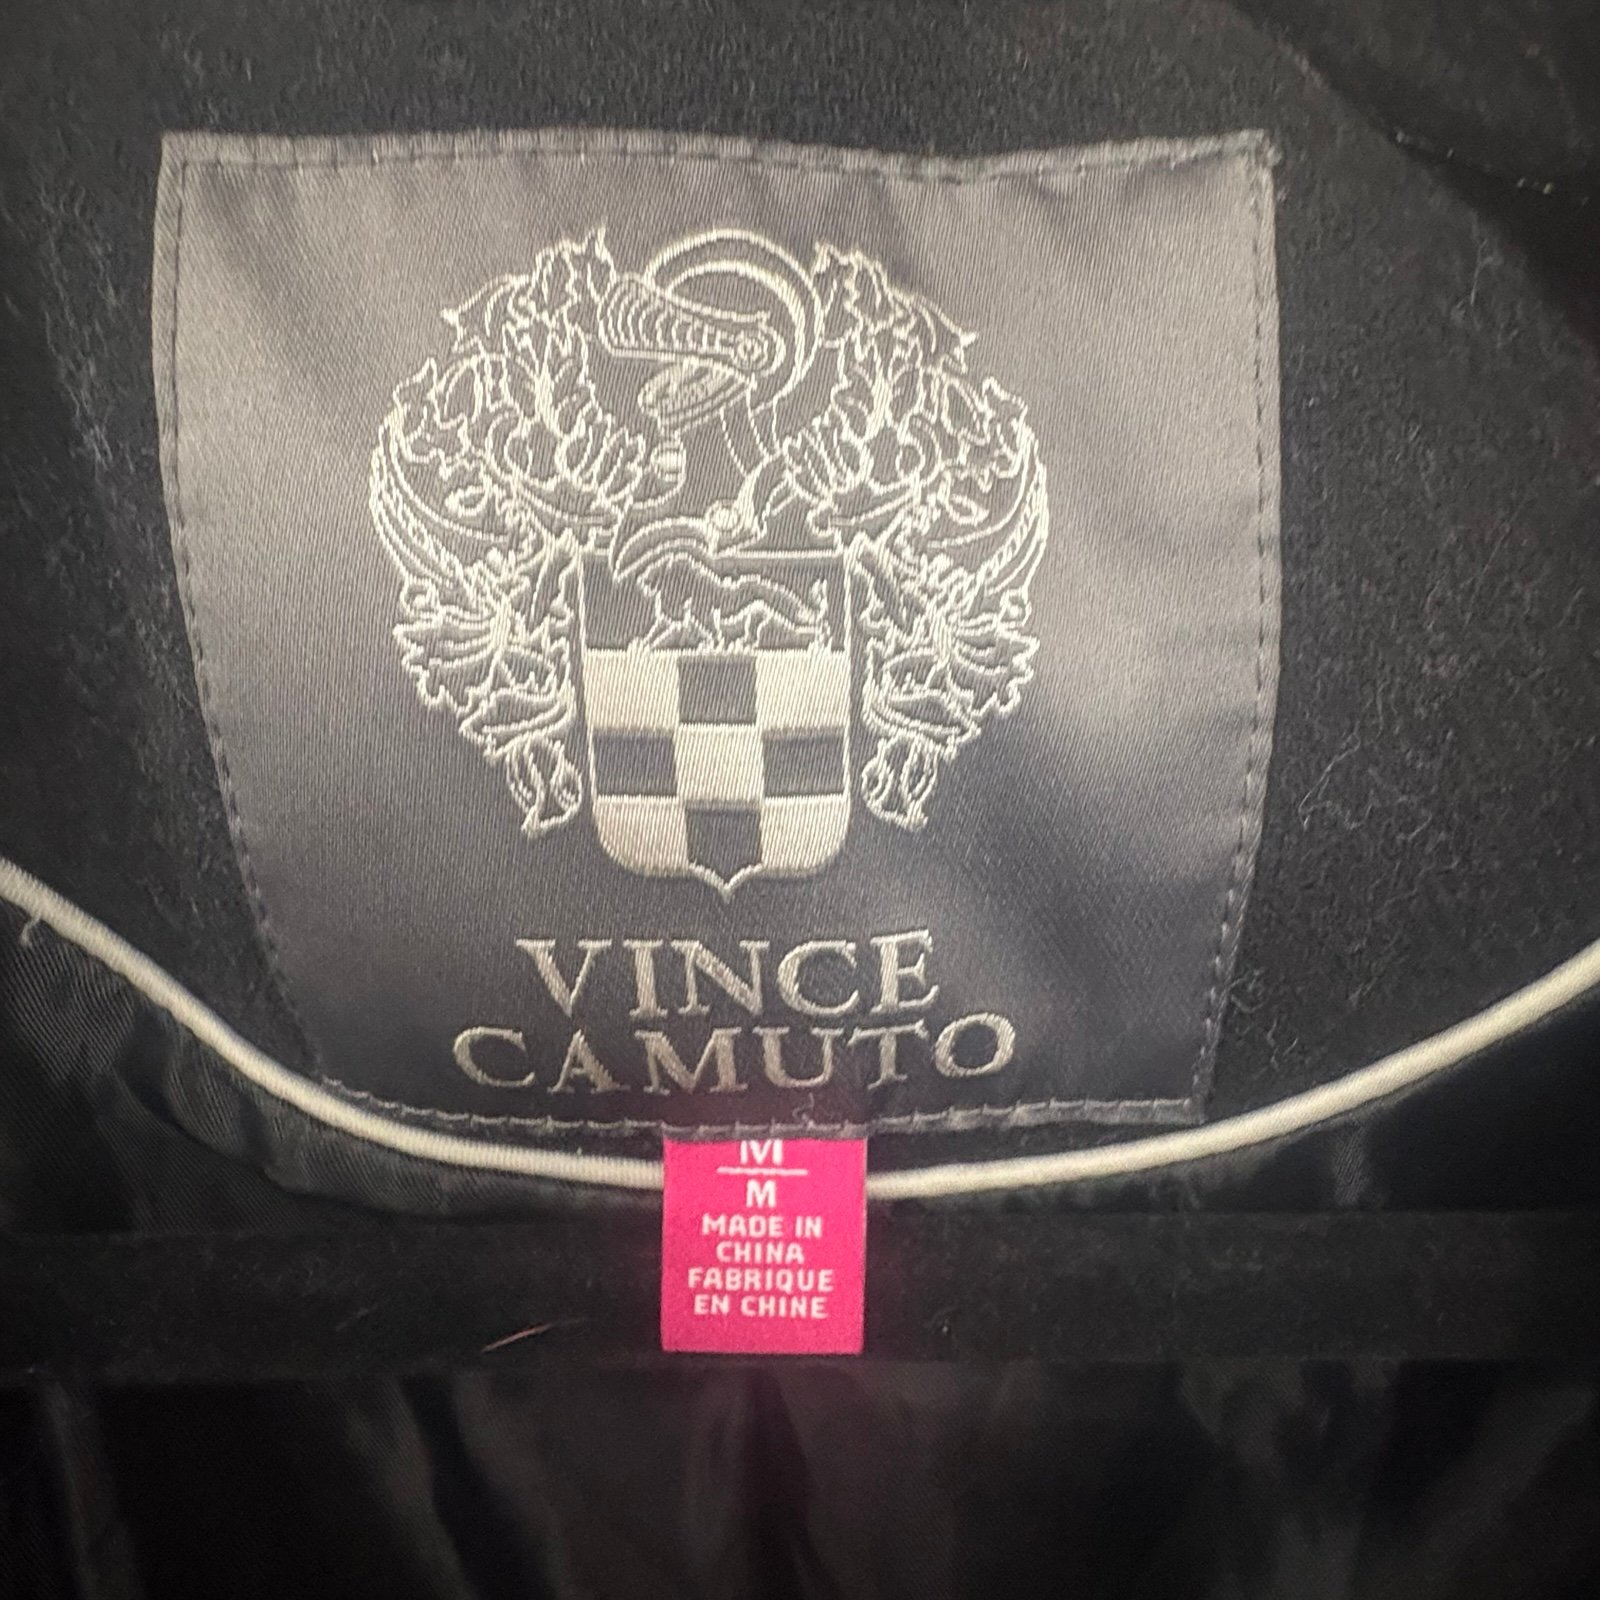 VINCE
CAMUTO
M
M
MADE IN
CHINA
FABRIQUE
EN CHINE